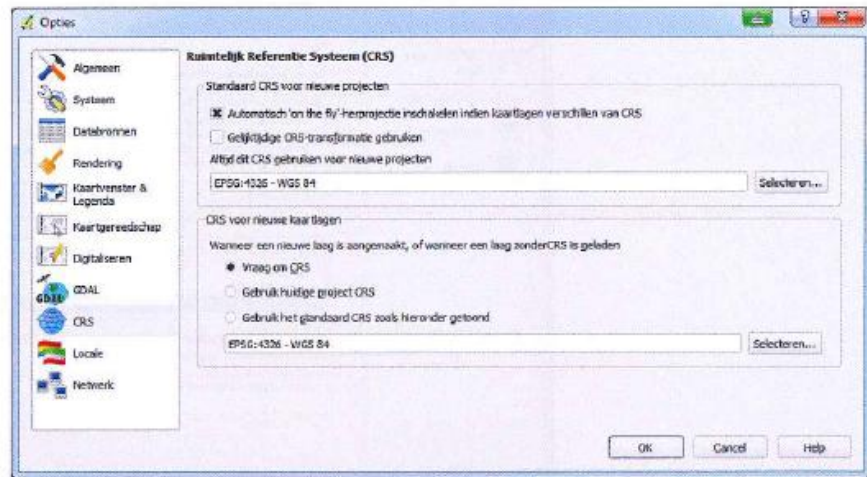 Opties
Algemeen
Systeem
Databronnen
Rendering
Kaartvenster &
Legenda
Kaartgereedschap
Digitaliseren
GDAL
CRS
Locale
Netwerk
Ruimtelijk Referentie Systeem (CRS)
Standaard CRS voor nieuwe projecten
Automatisch 'on the fly'-herprojectie inschakelen indien kaartlagen verschillen van CRS
Gelijktijdige CRS-transformatie gebruiken
Altijd dit CRS gebruiken voor nieuwe projecten
EPSG:4326 - WGS 84
Selecteren...
CRS voor nieuwe kaartlagen
Wanneer een nieuwe laag is aangemaakt, of wanneer een laag zonderCRS is geladen
Vraag om CRS
Gebruik huidige project CRS
Gebruik het standaard CRS zoals hieronder getoond
EPSG:4326 - WGS 84
Selecteren...
OK
Cancel
Help